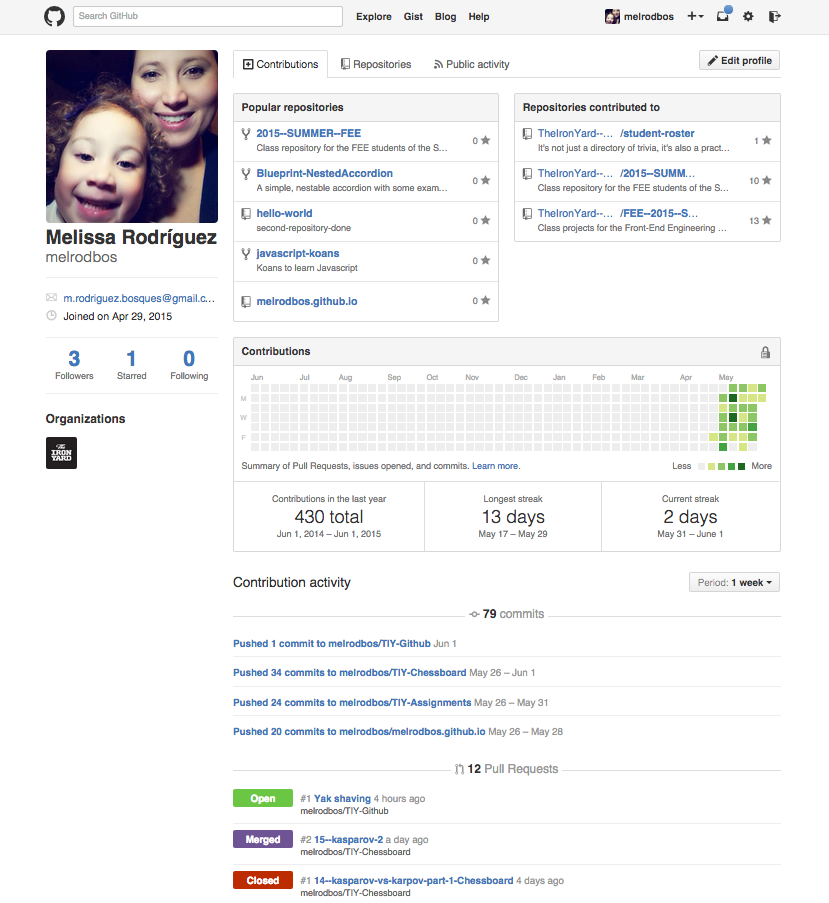 Search GitHub
Explore Gist Blog Help
melrodbos
Contributions Repositories Public activity
Edit profile
Melissa Rodríguez
melrodbos
m.rodriguez.bosques@gmail.c...
Joined on Apr 29, 2015
3 1 0
Followers Starred Following
Organizations
The
IRON
YARD
Popular repositories
2015--SUMMER--FEE 0
Class repository for the FEE students of the S...
Blueprint-NestedAccordion 0
A simple, nestable accordion with some exam...
hello-world 0
second-repository-done
javascript-koans 0
Koans to learn Javascript
melrodbos.github.io 0
Repositories contributed to
TheIronYard--... /student-roster 1
It's not just a directory of trivia, it's also a pract...
TheIronYard--... /2015--SUMM... 10
Class repository for the FEE students of the S...
TheIronYard--... /FEE--2015--S... 13
Class projects for the Front-End Engineering ...
Contributions
Jun Jul Aug Sep Oct Nov Dec Jan Feb Mar Apr May
M
W
F
Summary of Pull Requests, issues opened, and commits. Learn more. Less More
Contributions in the last year
430 total
Jun 1, 2014 – Jun 1, 2015
Longest streak
13 days
May 17 – May 29
Current streak
2 days
May 31 – June 1
Contribution activity
Period: 1 week
79 commits
Pushed 1 commit to melrodbos/TIY-Github Jun 1
Pushed 34 commits to melrodbos/TIY-Chessboard May 26 – Jun 1
Pushed 24 commits to melrodbos/TIY-Assignments May 26 – May 31
Pushed 20 commits to melrodbos/melrodbos.github.io May 26 – May 28
12 Pull Requests
Open #1 Yak shaving 4 hours ago
melrodbos/TIY-Github
Merged #2 15--kasparov-2 a day ago
melrodbos/TIY-Chessboard
Closed #1 14--kasparov-vs-karpov-part-1-Chessboard 4 days ago
melrodbos/TIY-Chessboard